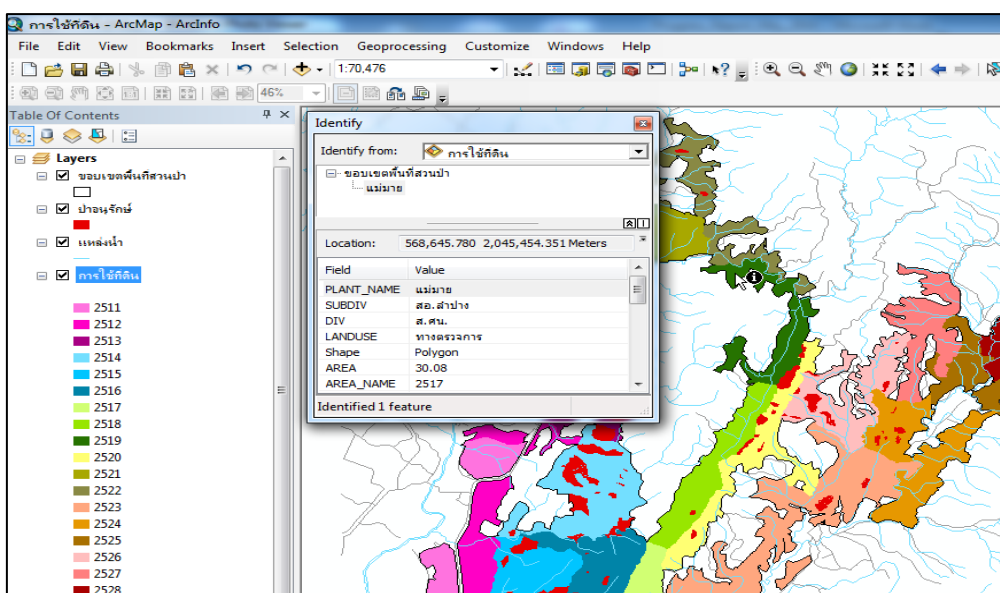 การใช้ที่ดิน - ArcMap - ArcInfo
File Edit View Bookmarks Insert Selection Geoprocessing Customize Windows Help
1:70,476
46%
Table Of Contents
Layers
ขอบเขตพื้นที่สวนป่า
ป่าอนุรักษ์
แหล่งน้ำ
การใช้ที่ดิน
2511
2512
2513
2514
2515
2516
2517
2518
2519
2520
2521
2522
2523
2524
2525
2526
2527
2528
Identify
Identify from: การใช้ที่ดิน
ขอบเขตพื้นที่สวนป่า
แม่มาย
Location: 568,645.780 2,045,454.351 Meters
Field Value
PLANT_NAME แม่มาย
SUBDIV สอ.ลำปาง
DIV ส.ศน.
LANDUSE ทางตรวจการ
Shape Polygon
AREA 30.08
AREA_NAME 2517
Identified 1 feature